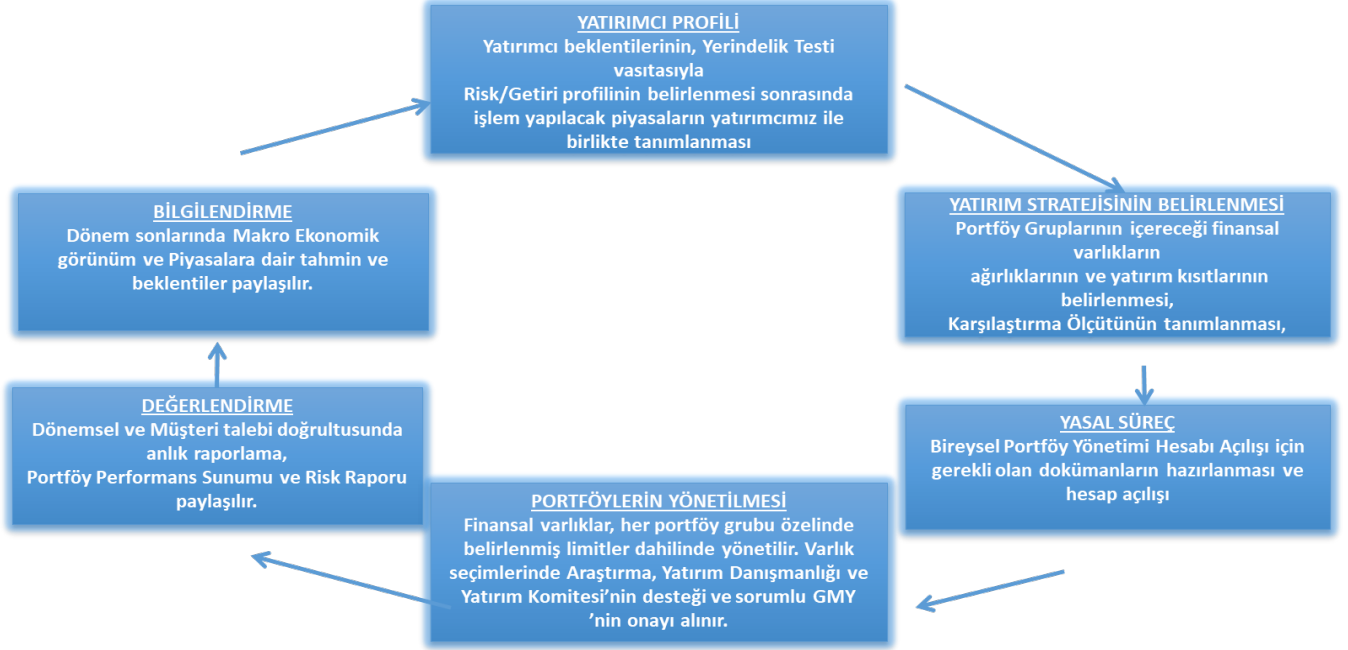 YATIRIMCI PROFİLİ
Yatırımcı beklentilerinin, Yerindelik Testi
vasıtasıyla
Risk/Getiri profilinin belirlenmesi sonrasında
işlem yapılacak piyasaların yatırımcımız ile
birlikte tanımlanması
YATIRIM STRATEJİSİNİN BELİRLENMESİ
Portföy Gruplarının içereceği finansal
varlıkların
ağırlıklarının ve yatırım kısıtlarının
belirlenmesi,
Karşılaştırma Ölçütünün tanımlanması,
YASAL SÜREÇ
Bireysel Portföy Yönetimi Hesabı Açılışı için
gerekli olan dokümanların hazırlanması ve
hesap açılışı
PORTFÖYLERİN YÖNETİLMESİ
Finansal varlıklar, her portföy grubu özelinde
belirlenmiş limitler dahilinde yönetilir. Varlık
seçimlerinde Araştırma, Yatırım Danışmanlığı ve
Yatırım Komitesi’nin desteği ve sorumlu GMY
’nin onayı alınır.
DEĞERLENDİRME
Dönemsel ve Müşteri talebi doğrultusunda
anlık raporlama,
Portföy Performans Sunumu ve Risk Raporu
paylaşılır.
BİLGİLENDİRME
Dönem sonlarında Makro Ekonomik
görünüm ve Piyasalara dair tahmin ve
beklentiler paylaşılır.